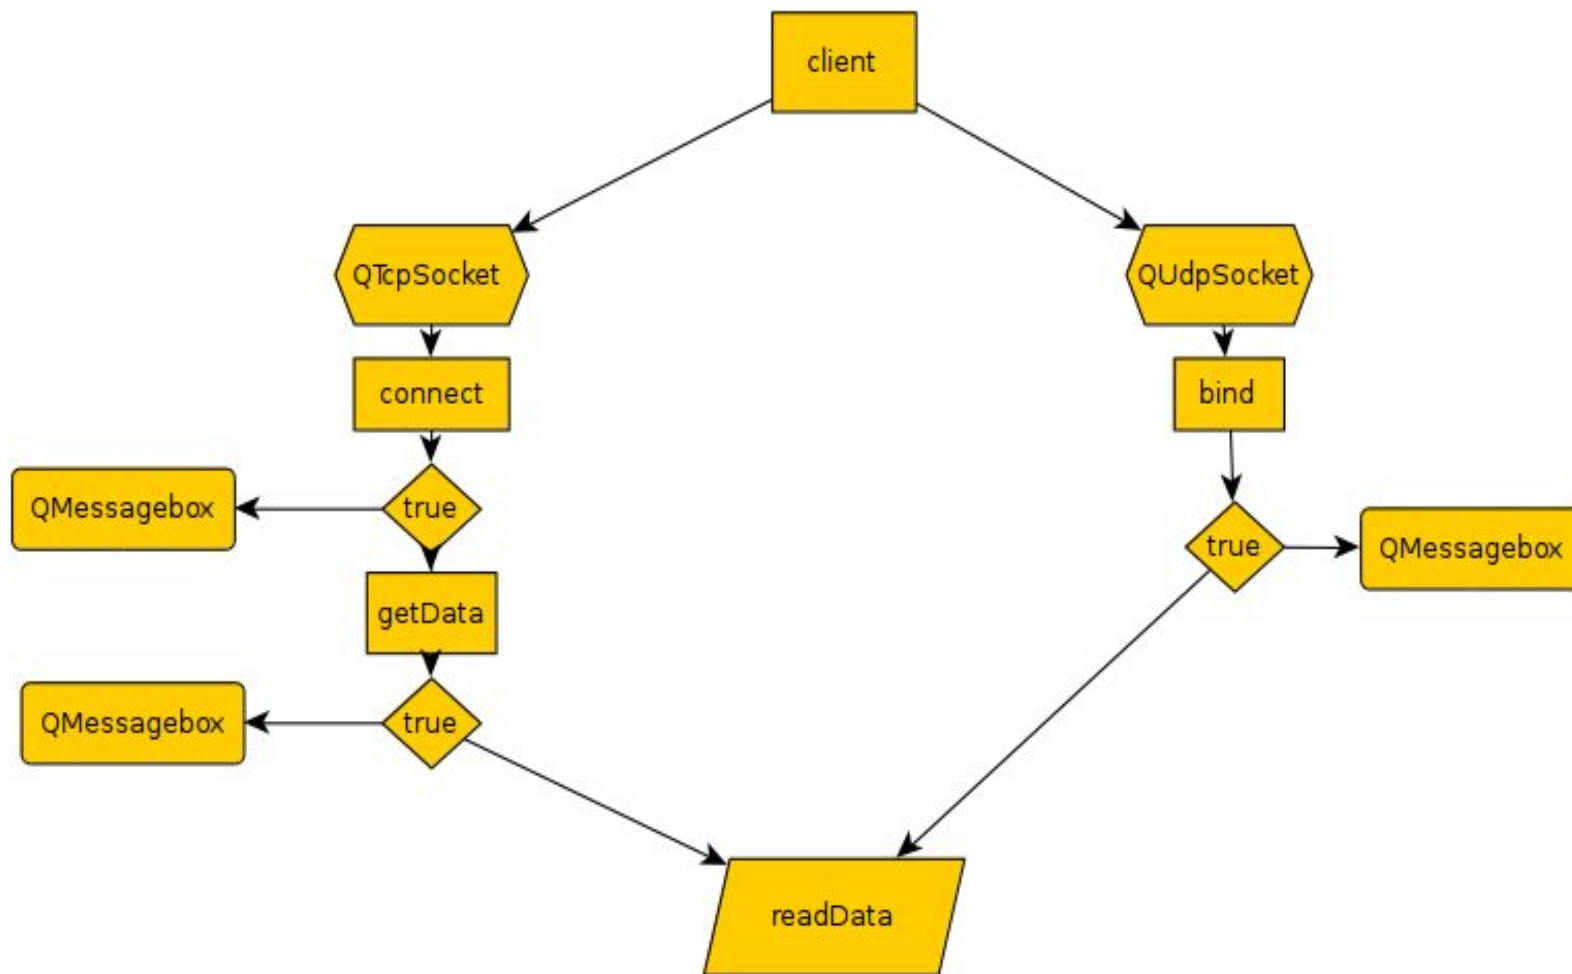 client
QTcpSocket
QUdpSocket
connect
bind
QMessagebox
true
true
QMessagebox
getData
QMessagebox
true
readData